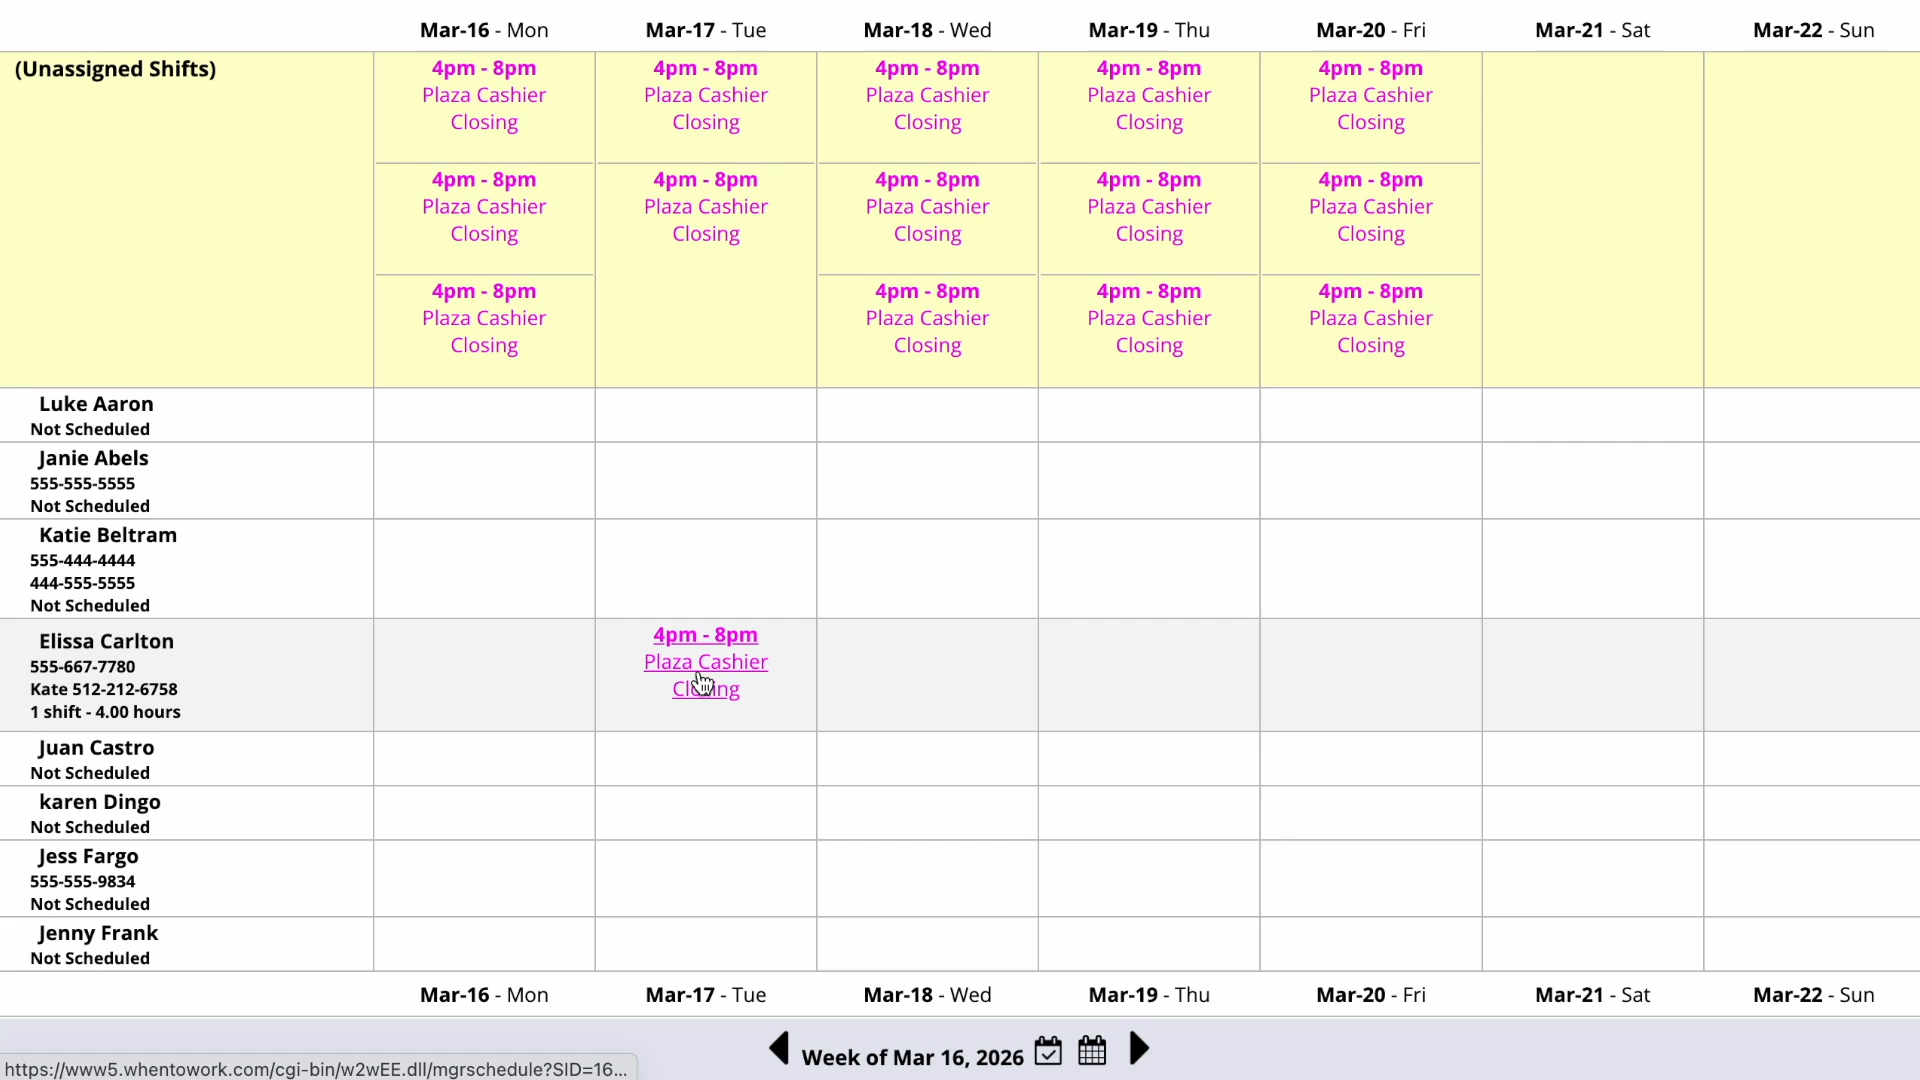 Mar-16 - Mon Mar-17 - Tue Mar-18 - Wed Mar-19 - Thu Mar-20 - Fri Mar-21 - Sat Mar-22 - Sun
(Unassigned Shifts) 4pm - 8pm 4pm - 8pm 4pm - 8pm 4pm - 8pm 4pm - 8pm
Plaza Cashier Plaza Cashier Plaza Cashier Plaza Cashier Plaza Cashier
Closing Closing Closing Closing Closing
4pm - 8pm 4pm - 8pm 4pm - 8pm 4pm - 8pm 4pm - 8pm
Plaza Cashier Plaza Cashier Plaza Cashier Plaza Cashier Plaza Cashier
Closing Closing Closing Closing Closing
4pm - 8pm 4pm - 8pm 4pm - 8pm 4pm - 8pm
Plaza Cashier Plaza Cashier Plaza Cashier Plaza Cashier
Closing Closing Closing Closing
Luke Aaron
Not Scheduled
Janie Abels
555-555-5555
Not Scheduled
Katie Beltram
555-444-4444
444-555-5555
Not Scheduled
Elissa Carlton 4pm - 8pm
555-667-7780 Plaza Cashier
Kate 512-212-6758 Closing
1 shift - 4.00 hours
Juan Castro
Not Scheduled
karen Dingo
Not Scheduled
Jess Fargo
555-555-9834
Not Scheduled
Jenny Frank
Not Scheduled
Mar-16 - Mon Mar-17 - Tue Mar-18 - Wed Mar-19 - Thu Mar-20 - Fri Mar-21 - Sat Mar-22 - Sun
Week of Mar 16, 2026
https://www5.whentowork.com/cgi-bin/w2wEE.dll/mgrschedule?SID=16...